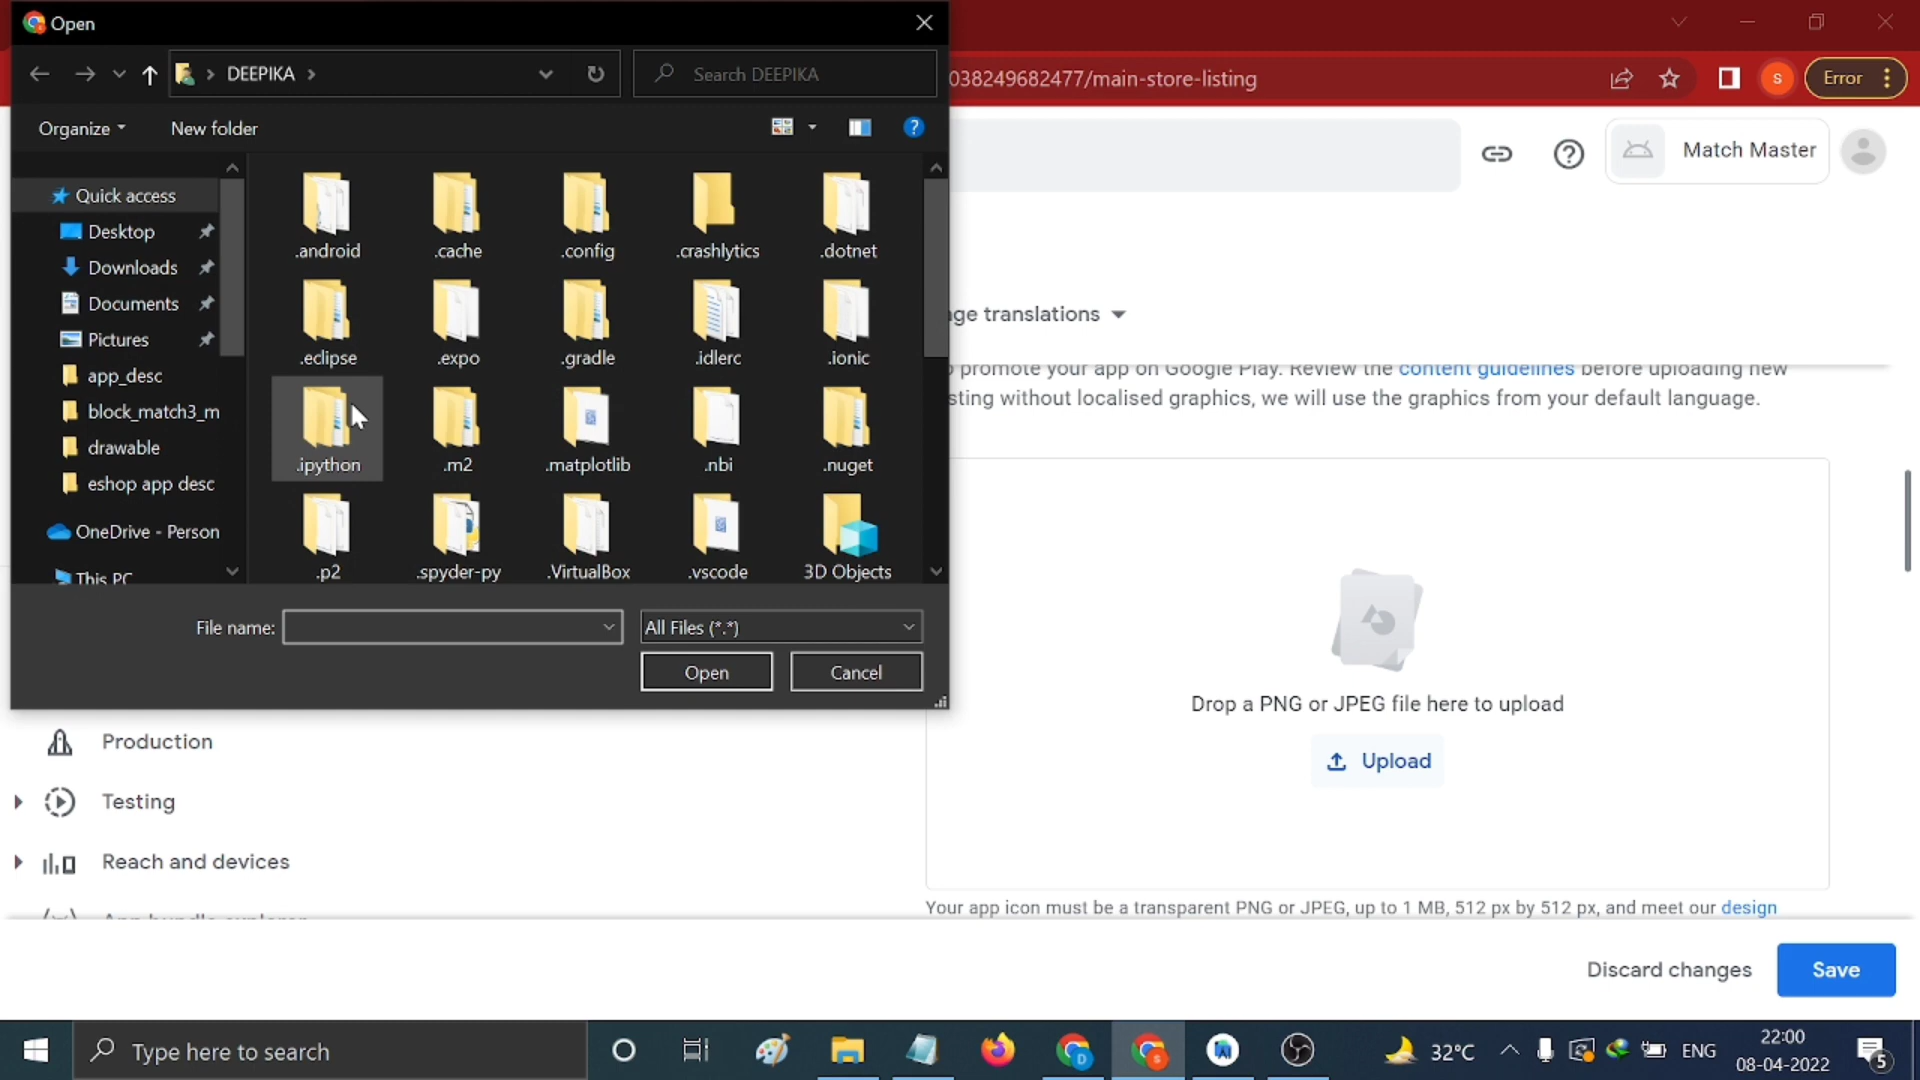 Open
DEEPIKA
Search DEEPIKA
Organize
New folder
Quick access
Desktop
Downloads
Documents
Pictures
app_desc
block_match3_m
drawable
eshop app desc
OneDrive - Person
This PC
.android
.cache
.config
.crashlytics
.dotnet
.eclipse
.expo
.gradle
.idlerc
.ionic
.ipython
.m2
.matplotlib
.nbi
.nuget
.p2
.spyder-py
.VirtualBox
.vscode
3D Objects
File name:
All Files (*.*)
Open
Cancel
038249682477/main-store-listing
s
Error
Match Master
age translations
promote your app on Google Play. Review the content guidelines before uploading new
sting without localised graphics, we will use the graphics from your default language.
Drop a PNG or JPEG file here to upload
Upload
Your app icon must be a transparent PNG or JPEG, up to 1 MB, 512 px by 512 px, and meet our design
Production
Testing
Reach and devices
App bundle explorer
Discard changes
Save
Type here to search
D
S
32°C
ENG
22:00
08-04-2022
5